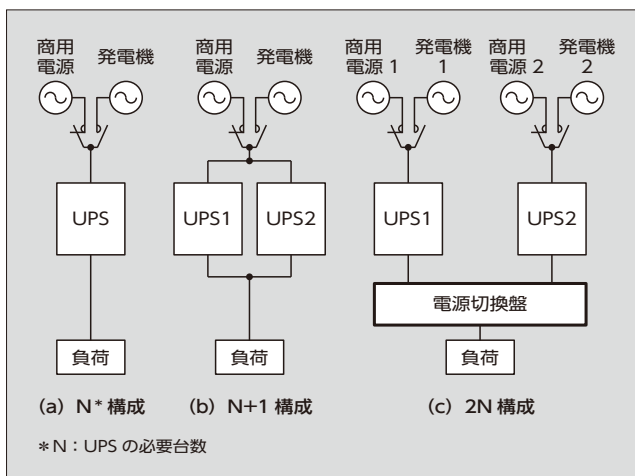 商用
電源
発電機
商用
電源
発電機
商用
電源 1
発電機
1
商用
電源 2
発電機
2
UPS
UPS1
UPS2
UPS1
UPS2
電源切換盤
負荷
負荷
負荷
(a) N* 構成
(b) N+1 構成
(c) 2N 構成
*N:UPS の必要台数